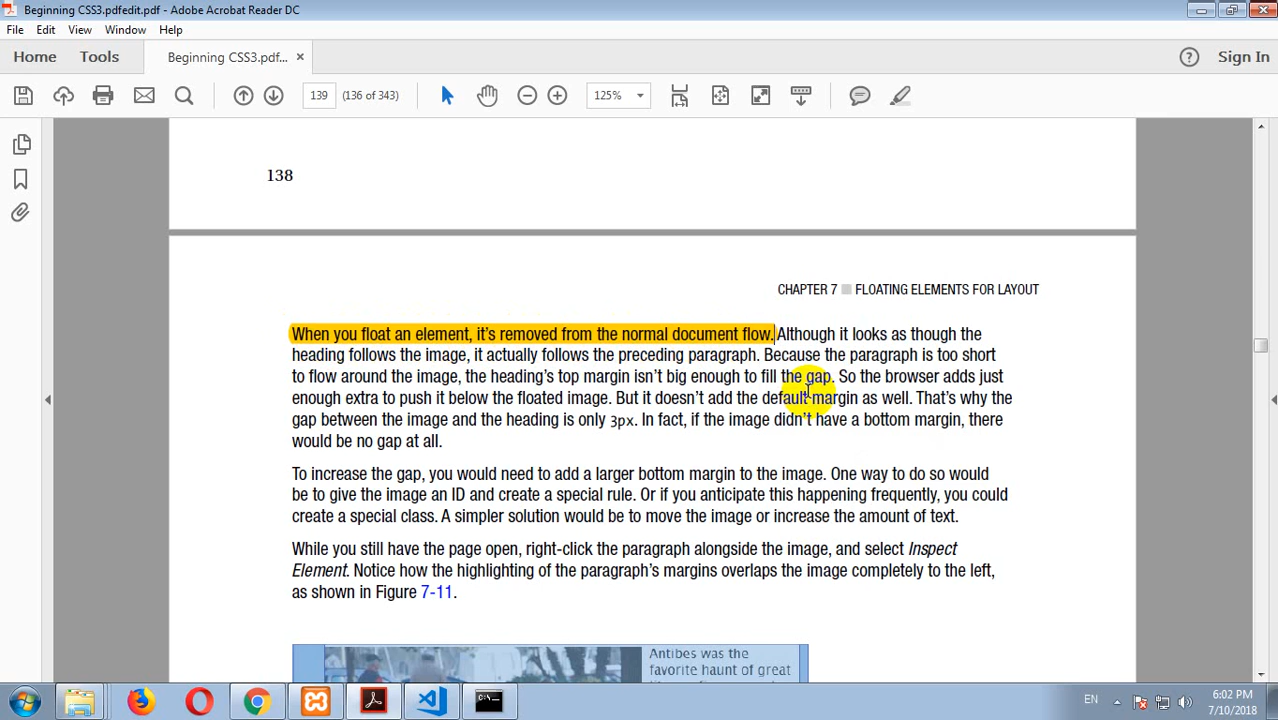 Beginning CSS3.pdfedit.pdf - Adobe Acrobat Reader DC
File Edit View Window Help
Home Tools Beginning CSS3.pdf... × ? Sign In
139 (136 of 343) 125%
138
CHAPTER 7 FLOATING ELEMENTS FOR LAYOUT
When you float an element, it's removed from the normal document flow. Although it looks as though the
heading follows the image, it actually follows the preceding paragraph. Because the paragraph is too short
to flow around the image, the heading's top margin isn't big enough to fill the gap. So the browser adds just
enough extra to push it below the floated image. But it doesn't add the default margin as well. That's why the
gap between the image and the heading is only 3px. In fact, if the image didn't have a bottom margin, there
would be no gap at all.
To increase the gap, you would need to add a larger bottom margin to the image. One way to do so would
be to give the image an ID and create a special rule. Or if you anticipate this happening frequently, you could
create a special class. A simpler solution would be to move the image or increase the amount of text.
While you still have the page open, right-click the paragraph alongside the image, and select Inspect
Element. Notice how the highlighting of the paragraph's margins overlaps the image completely to the left,
as shown in Figure 7-11.
Antibes was the
favorite haunt of great
EN 6:02 PM
7/10/2018